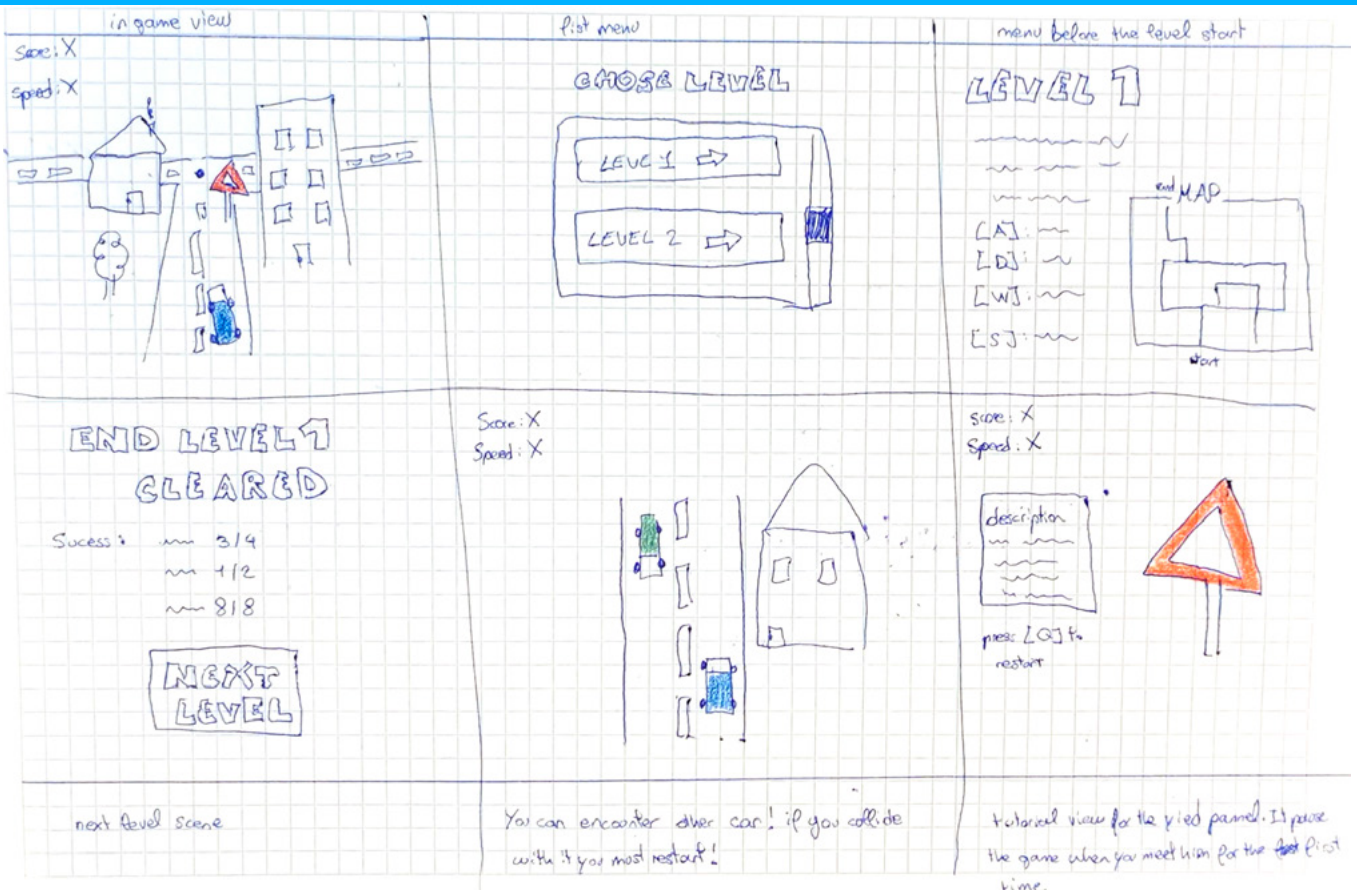 in game view
Score: X
Speed: X
list menu
CHOSE LEVEL
LEVEL 1
LEVEL 2
menu before the level start
LEVEL 1
[A]:
[D]:
[W]:
[S]:
end MAP
start
END LEVEL 1
CLEARED
Sucess:
3/4
1/2
8/8
NEXT
LEVEL
next level scene
Score: X
Speed: X
You can encounter other car! if you collide
with it you most restart!
score: X
Speed: X
description
press [Q] to
restart
tutorial view for the yied pannel. It pause
the game when you meet him for the first
time.